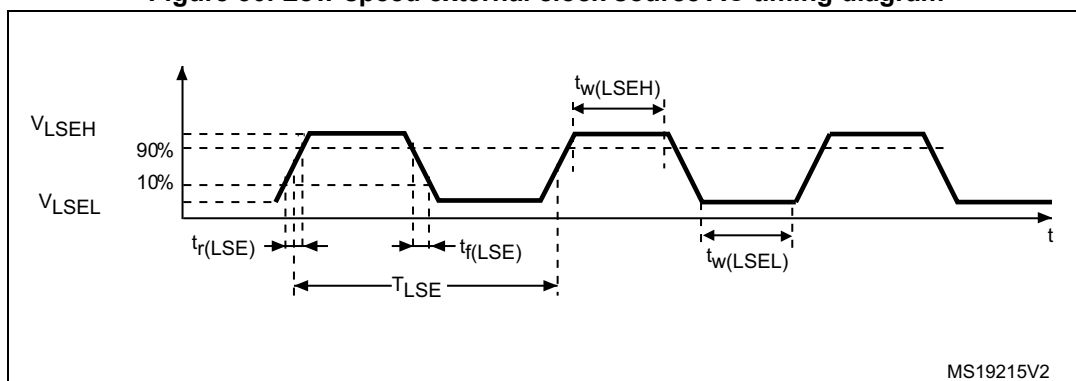 Figure 30. Low-speed external clock source AC timing diagram
tw(LSEH)
VLSEH
90%
10%
VLSEL
tr(LSE)
tf(LSE)
t
tw(LSEL)
TLSE
MS19215V2